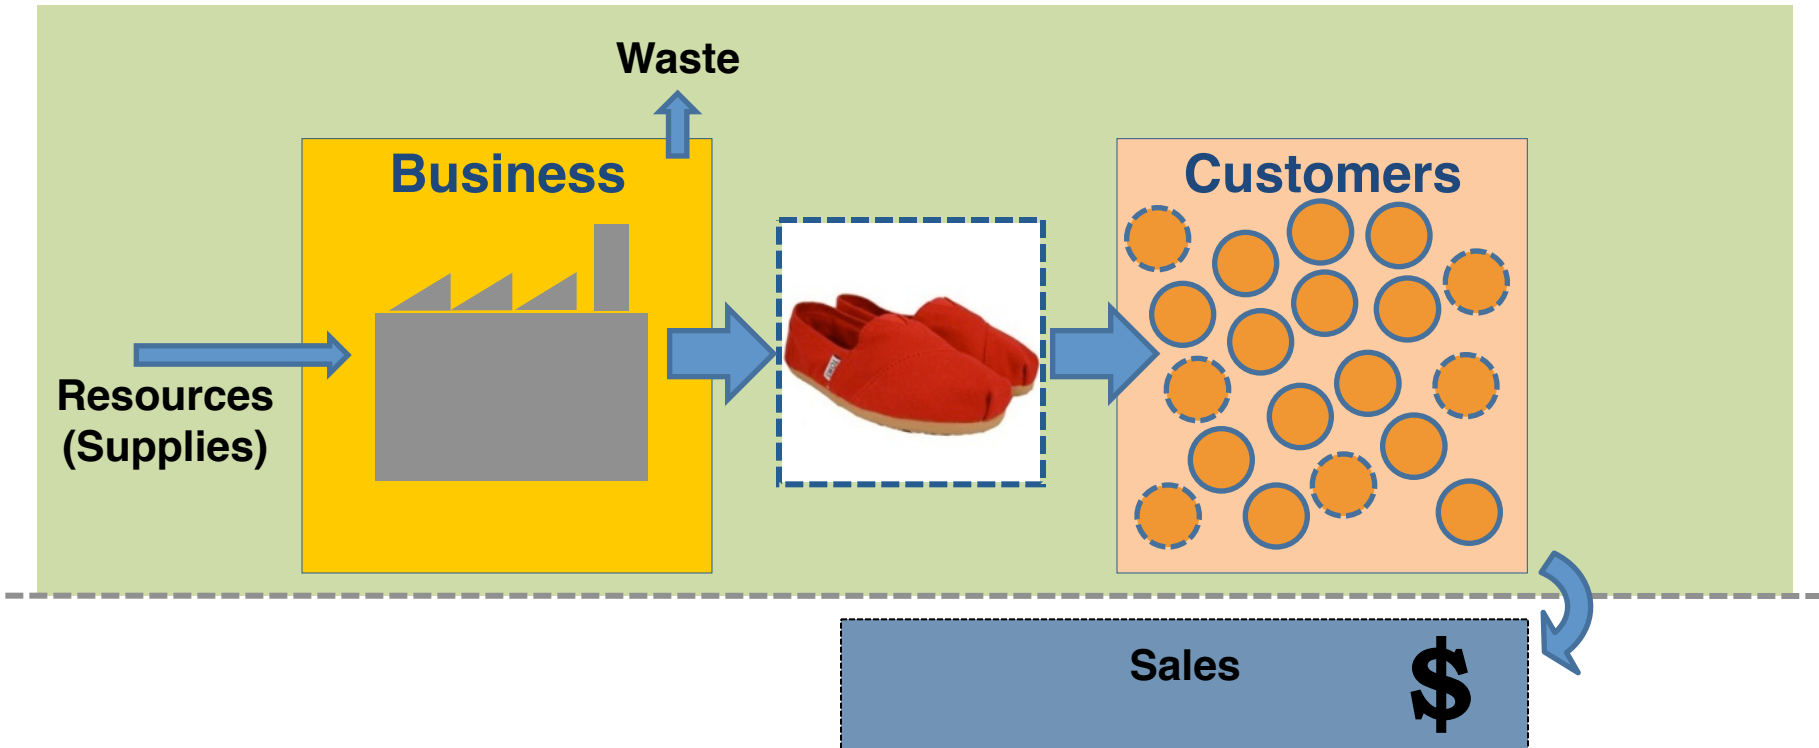 Waste
Business
Customers
Resources
(Supplies)
Sales
$